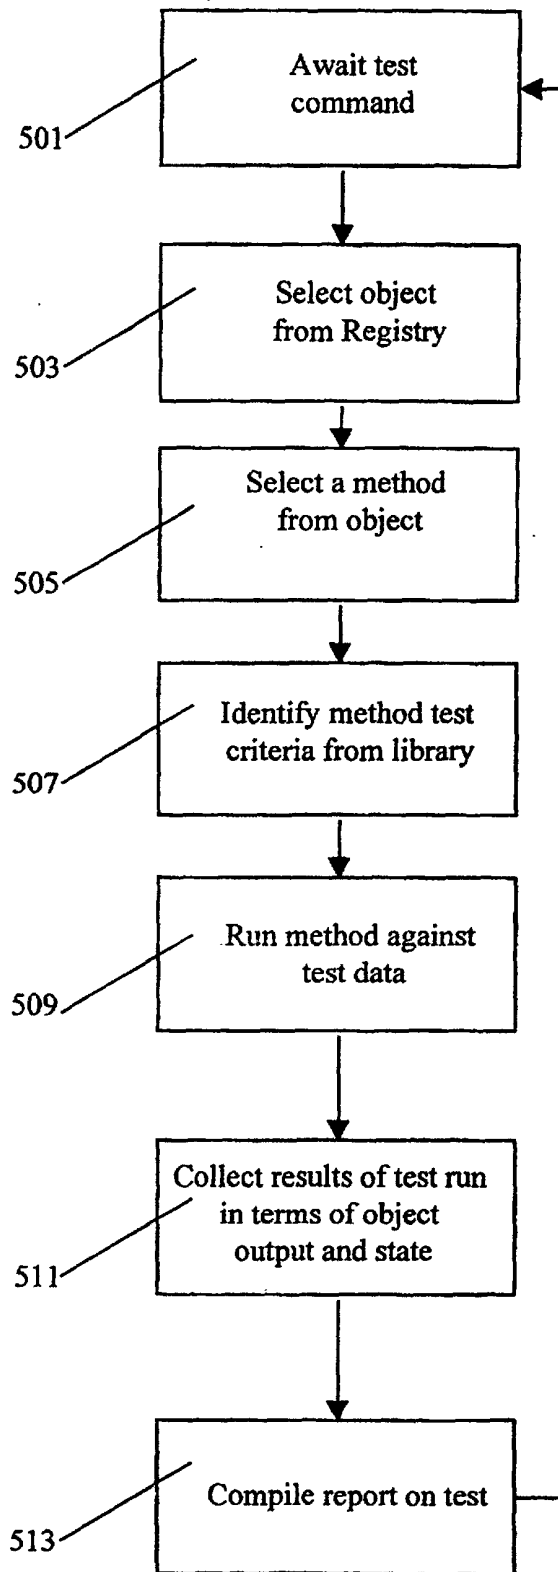 Await test
command
501
Select object
from Registry
503
Select a method
from object
505
Identify method test
criteria from library
507
Run method against
test data
509
Collect results of test run
in terms of object
output and state
511
Compile report on test
513